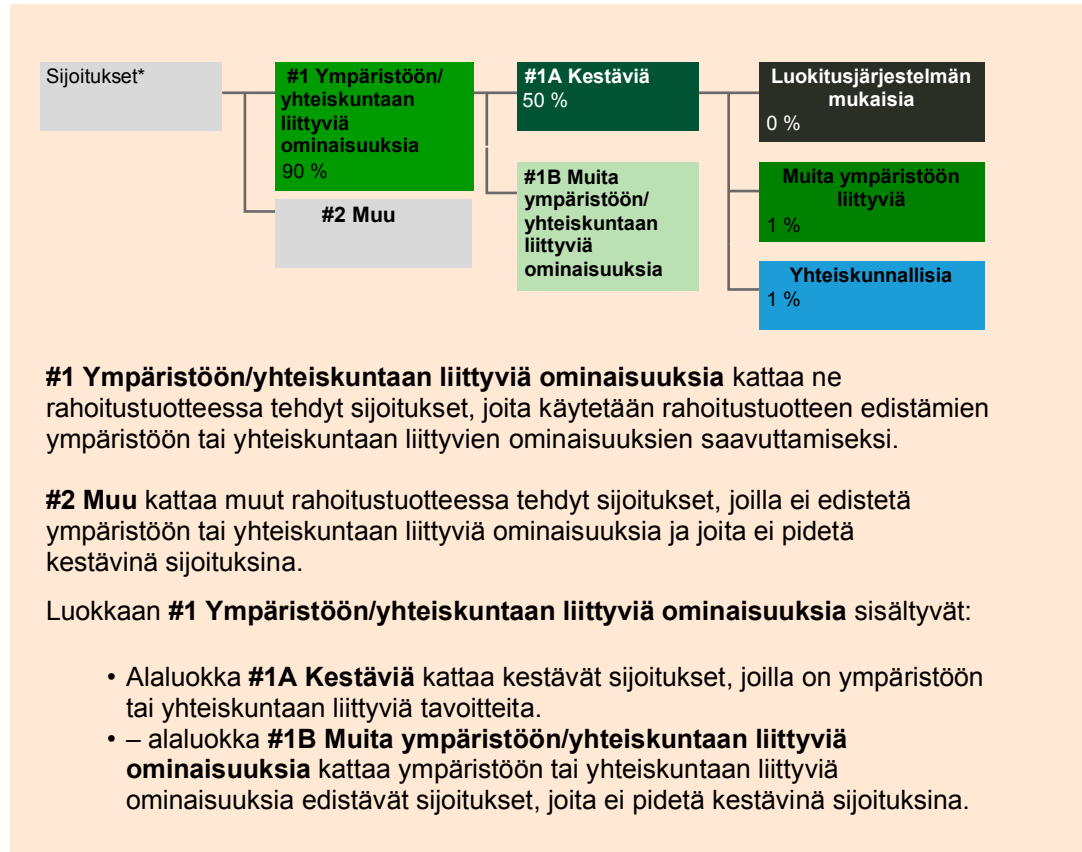 Sijoitukset*
#1 Ympäristöön/
yhteiskuntaan
liittyviä
ominaisuuksia
90 %
#2 Muu
#1A Kestäviä
50 %
#1B Muita
ympäristöön/
yhteiskuntaan
liittyviä
ominaisuuksia
Luokitusjärjestelmän
mukaisia
0 %
Muita ympäristöön
liittyviä
1 %
Yhteiskunnallisia
1 %
#1 Ympäristöön/yhteiskuntaan liittyviä ominaisuuksia kattaa ne
rahoitustuotteessa tehdyt sijoitukset, joita käytetään rahoitustuotteen edistämien
ympäristöön tai yhteiskuntaan liittyvien ominaisuuksien saavuttamiseksi.
#2 Muu kattaa muut rahoitustuotteessa tehdyt sijoitukset, joilla ei edistetä
ympäristöön tai yhteiskuntaan liittyviä ominaisuuksia ja joita ei pidetä
kestävinä sijoituksina.
Luokkaan #1 Ympäristöön/yhteiskuntaan liittyviä ominaisuuksia sisältyvät:
• Alaluokka #1A Kestäviä kattaa kestävät sijoitukset, joilla on ympäristöön
tai yhteiskuntaan liittyviä tavoitteita.
• – alaluokka #1B Muita ympäristöön/yhteiskuntaan liittyviä
ominaisuuksia kattaa ympäristöön tai yhteiskuntaan liittyviä
ominaisuuksia edistävät sijoitukset, joita ei pidetä kestävinä sijoituksina.